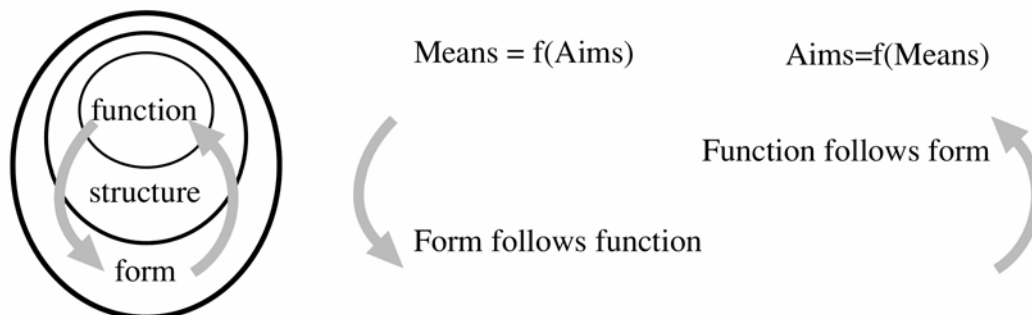 function
structure
form
Means = f(Aims)
Form follows function
Aims=f(Means)
Function follows form